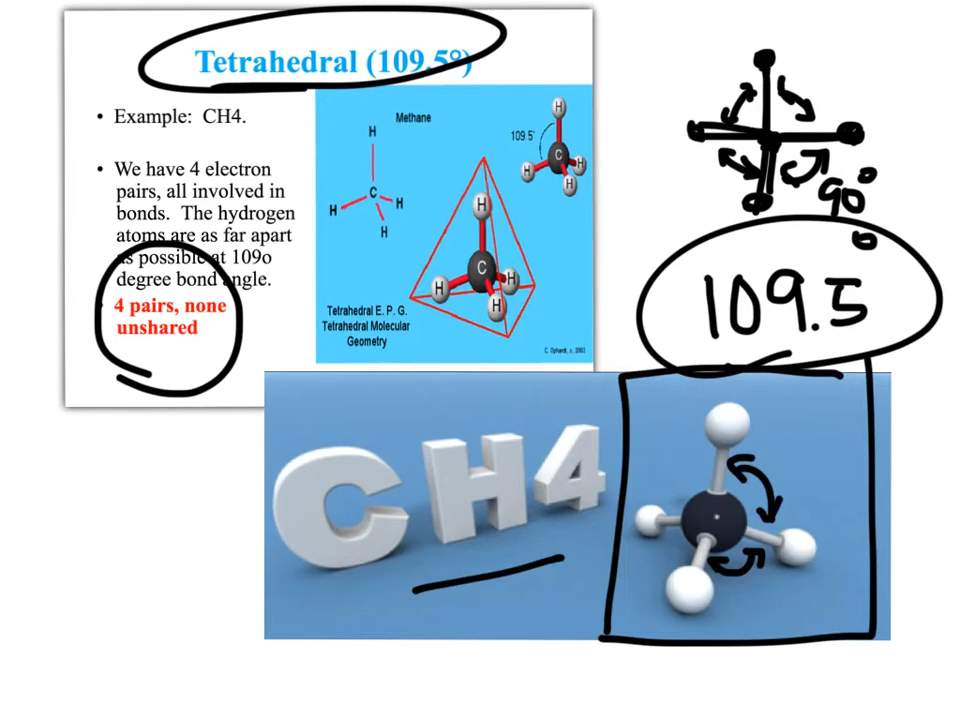 Tetrahedral (109.5°)
• Example: CH4.
• We have 4 electron
pairs, all involved in
bonds. The hydrogen
atoms are as far apart
as possible at 109o
degree bond angle.
4 pairs, none
unshared
Methane
H
C
H
H
H
109.5°
H
C
H
H
H
H
C
H
H
H
Tetrahedral E. P. G.
Tetrahedral Molecular
Geometry
C. Ophardt, c. 2003
90°
109.5°
CH4